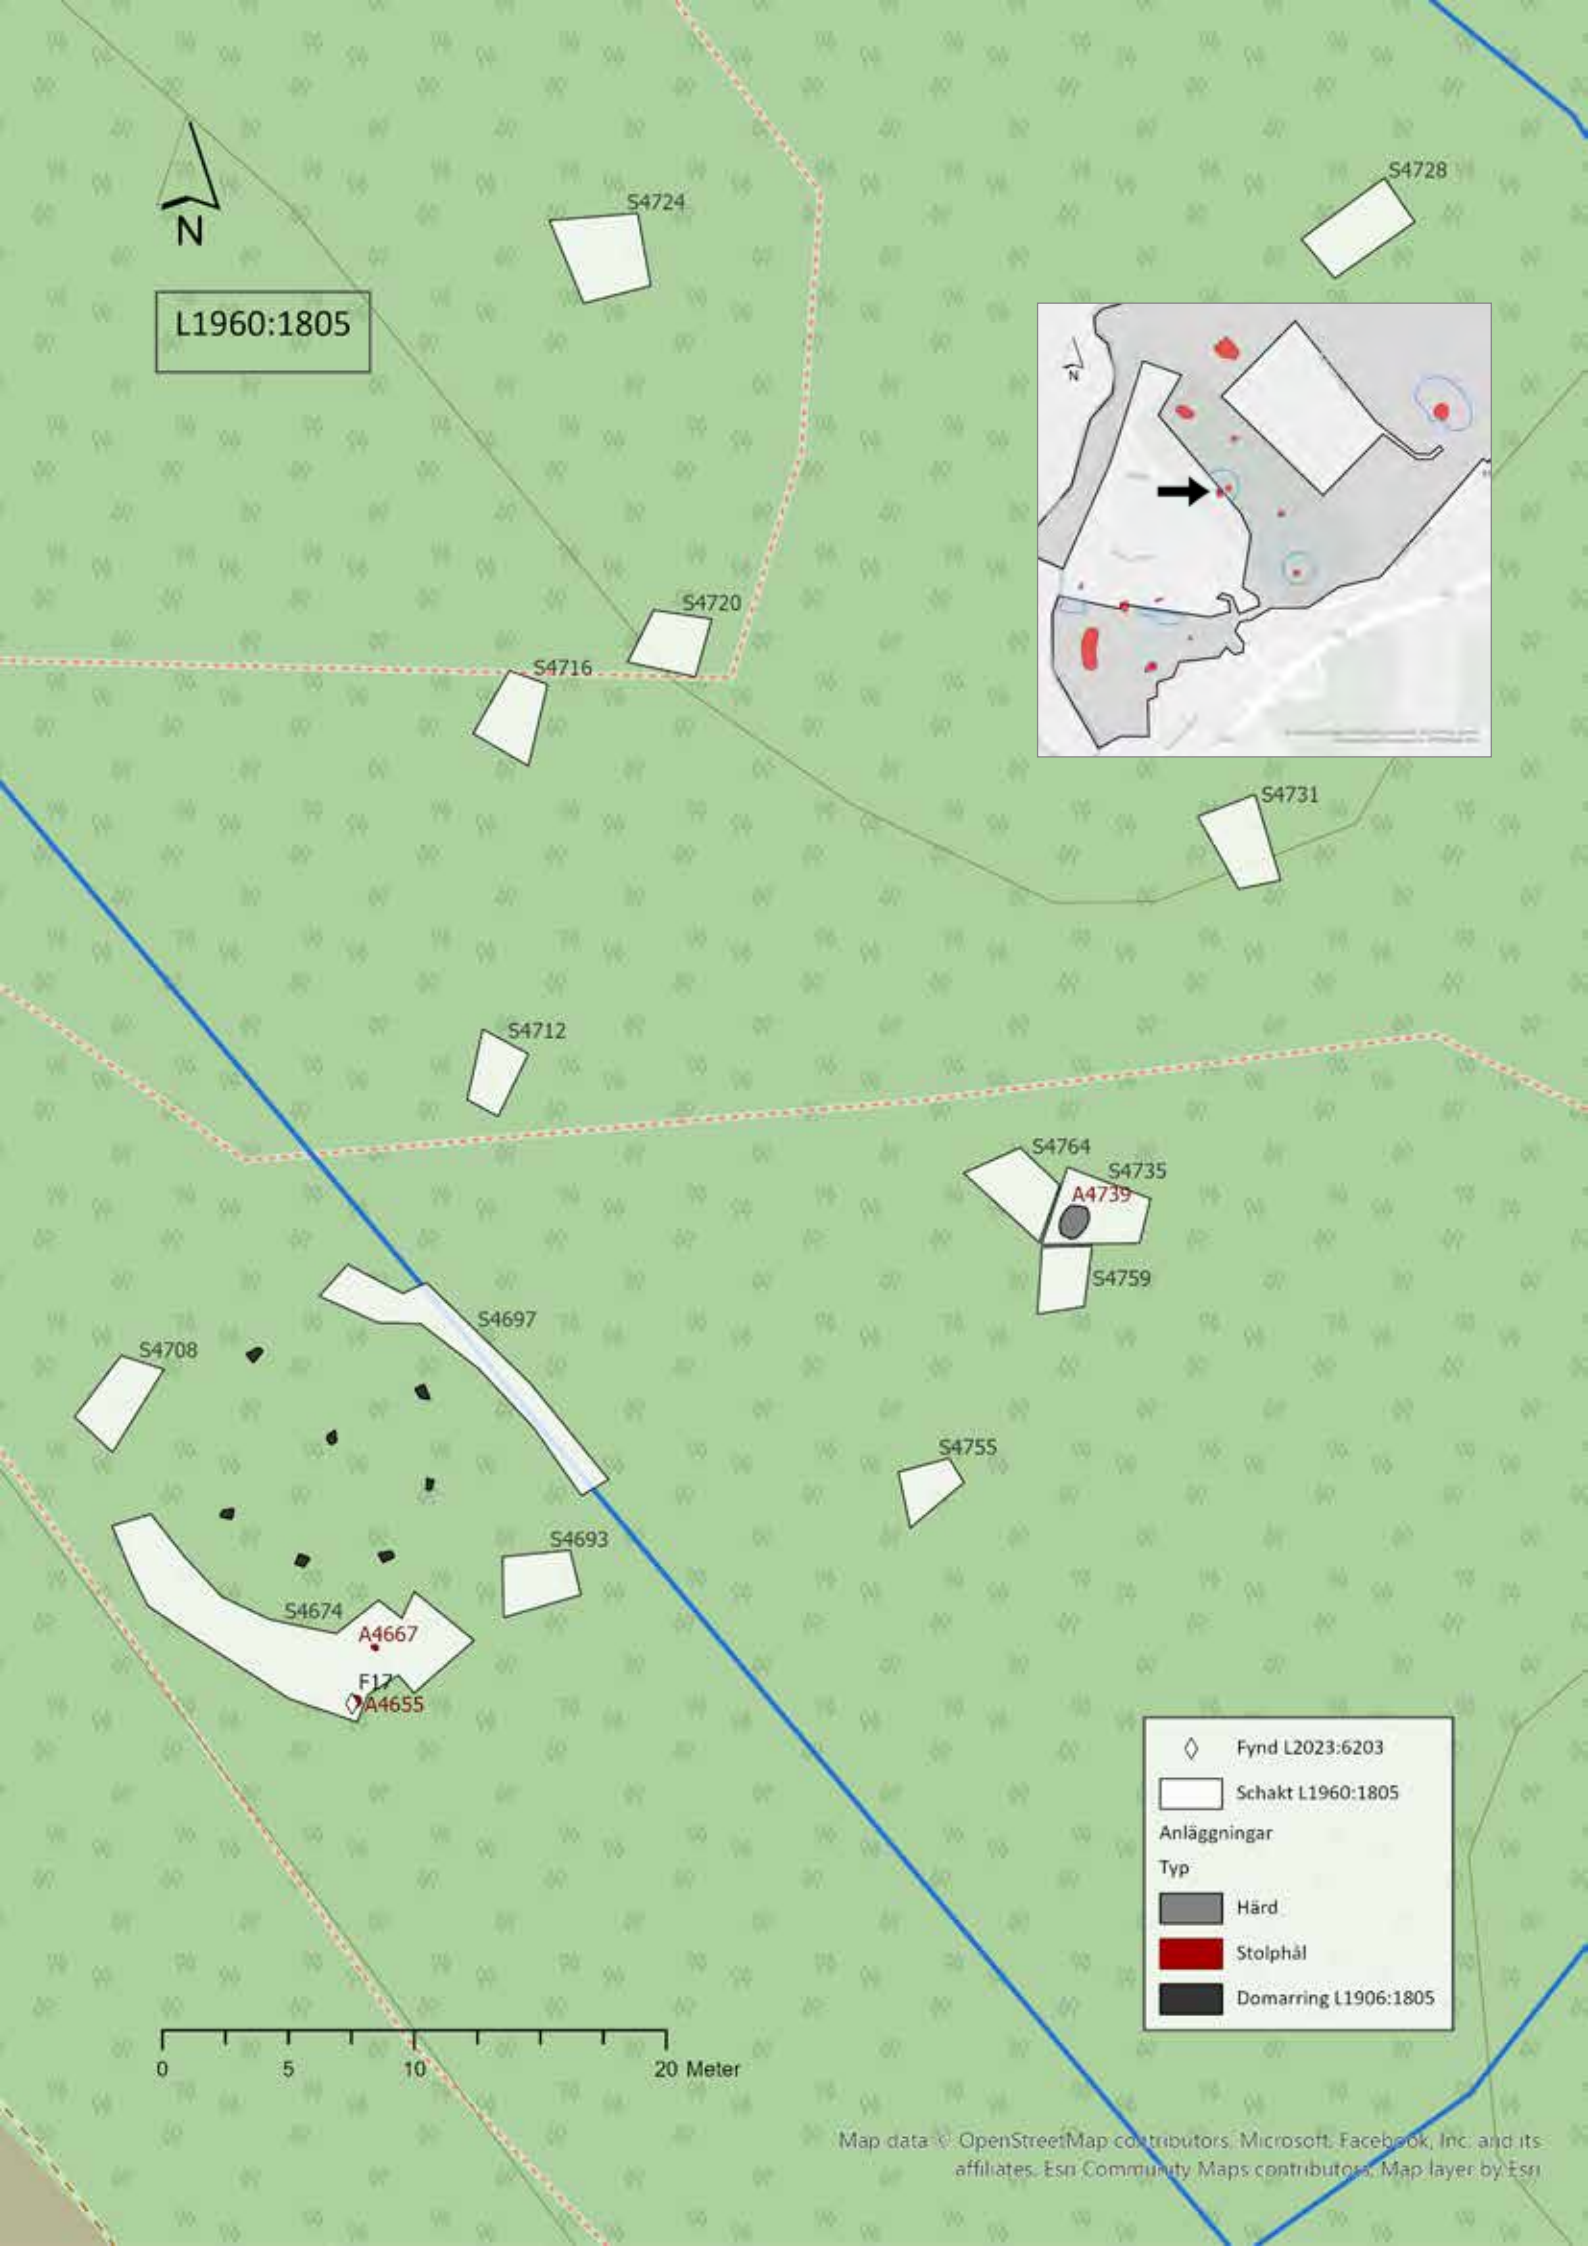 S4728
S4724
N
L1960:1805
N
S4720
S4716
S4731
S4712
S4764
S4735
A4739
S4759
S4697
S4708
S4755
S4693
S4674
A4667
F17
A4655
Fynd L2023:6203
Schakt L1960:1805
Anläggningar
Typ
Härd
Stolphål
Domarring L1906:1805
0 5 10 20 Meter
Map data © OpenStreetMap contributors, Microsoft, Facebook, Inc. and its
affiliates, Esri Community Maps contributors, Map layer by Esri